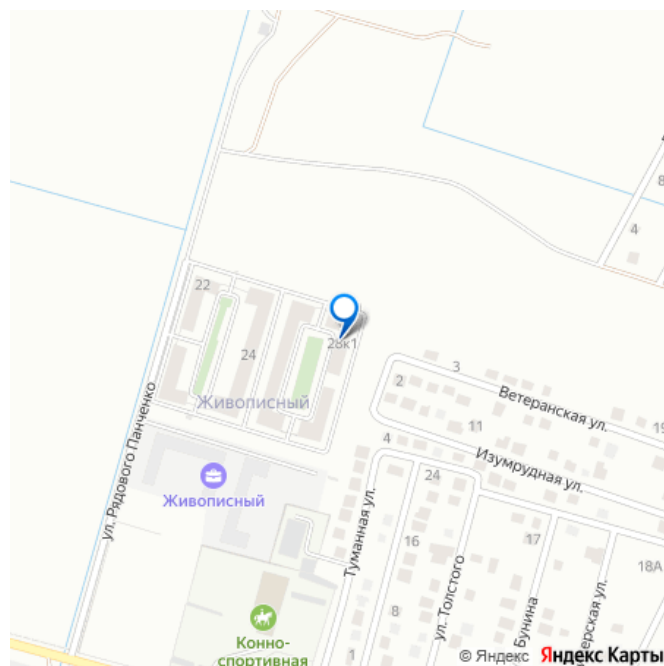 8
4
22
28к1
24
Живописный
3
2
Ветеранская ул.
19
11
4
Изумрудная ул.
ул. Рядового Панченко
Живописный
24
Туманная ул.
16
17
18А
ул. Толстого
Бунина
8
1
Конно-
спортивная
© Яндекс Яндекс Карты